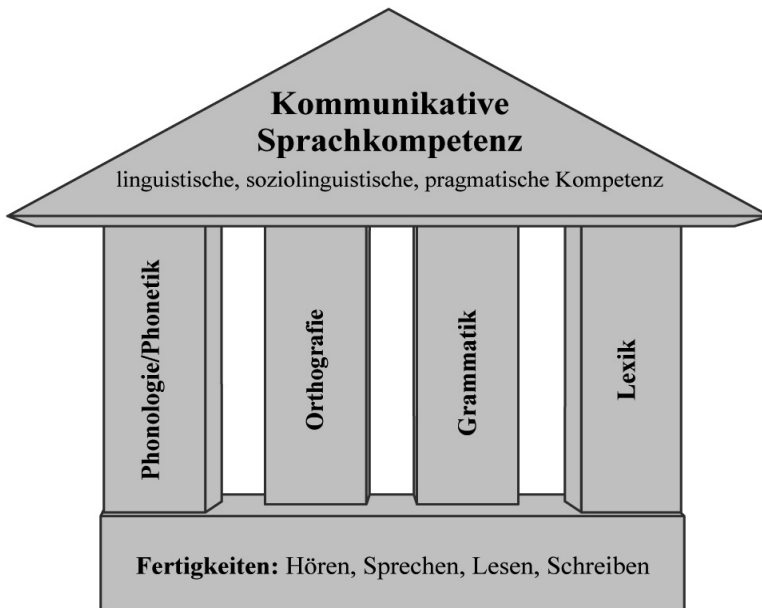 Kommunikative
Sprachkompetenz
linguistische, soziolinguistische, pragmatische Kompetenz
Phonologie/Phonetik
Orthografie
Grammatik
Lexik
Fertigkeiten: Hören, Sprechen, Lesen, Schreiben